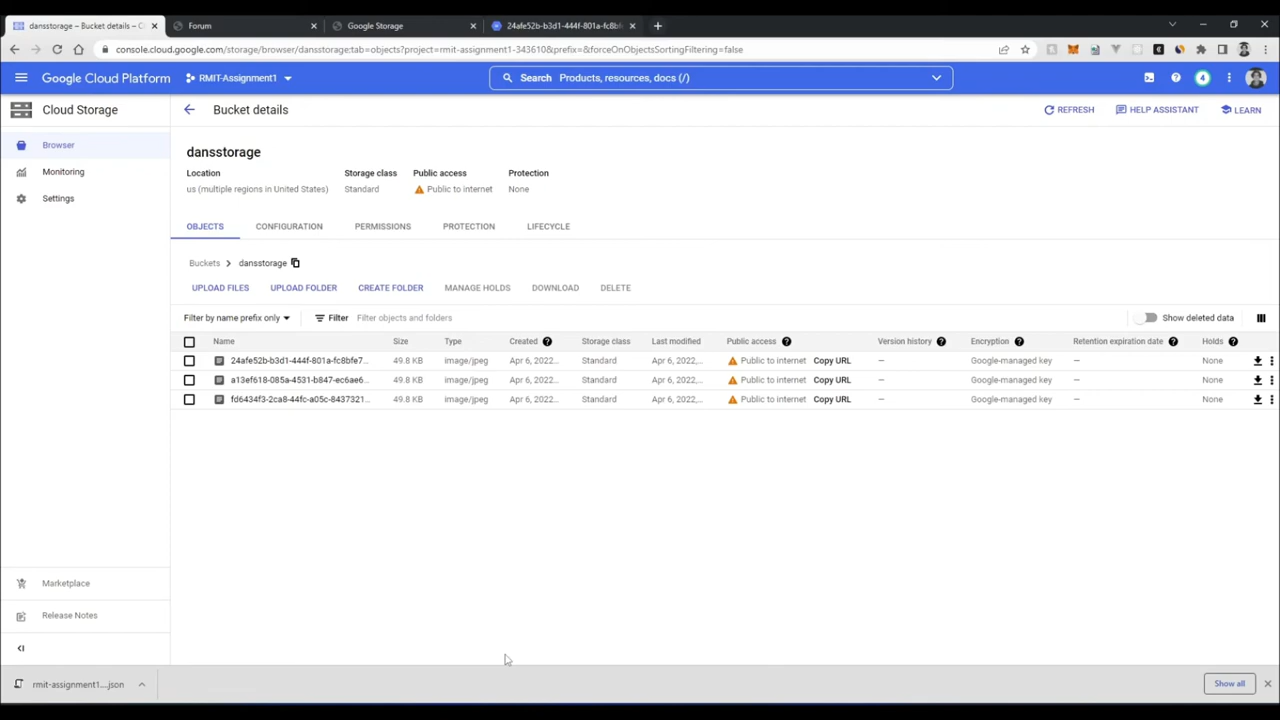 dansstorage – Bucket details – C
Forum
Google Storage
24afe52b-b3d1-444f-801a-fc8bf
console.cloud.google.com/storage/browser/dansstorage;tab=objects?project=rmit-assignment1-343610&prefix=&forceOnObjectsSortingFiltering=false
Google Cloud Platform
RMIT-Assignment1
Search Products, resources, docs (/)
4
Cloud Storage
Bucket details
REFRESH
HELP ASSISTANT
LEARN
Browser
Monitoring
Settings
dansstorage
Location Storage class Public access Protection
us (multiple regions in United States) Standard Public to internet None
OBJECTS CONFIGURATION PERMISSIONS PROTECTION LIFECYCLE
Buckets > dansstorage
UPLOAD FILES UPLOAD FOLDER CREATE FOLDER MANAGE HOLDS DOWNLOAD DELETE
Filter by name prefix only Filter Filter objects and folders Show deleted data
Name Size Type Created Storage class Last modified Public access Version history Encryption Retention expiration date Holds
24afe52b-b3d1-444f-801a-fc8bfe7... 49.8 KB image/jpeg Apr 6, 2022... Standard Apr 6, 2022,... Public to internet Copy URL — Google-managed key — None
a13ef618-085a-4531-b847-ec6ae6... 49.8 KB image/jpeg Apr 6, 2022... Standard Apr 6, 2022,... Public to internet Copy URL — Google-managed key — None
fd6434f3-2ca8-44fc-a05c-8437321... 49.8 KB image/jpeg Apr 6, 2022... Standard Apr 6, 2022,... Public to internet Copy URL — Google-managed key — None
Marketplace
Release Notes
rmit-assignment1....json
Show all